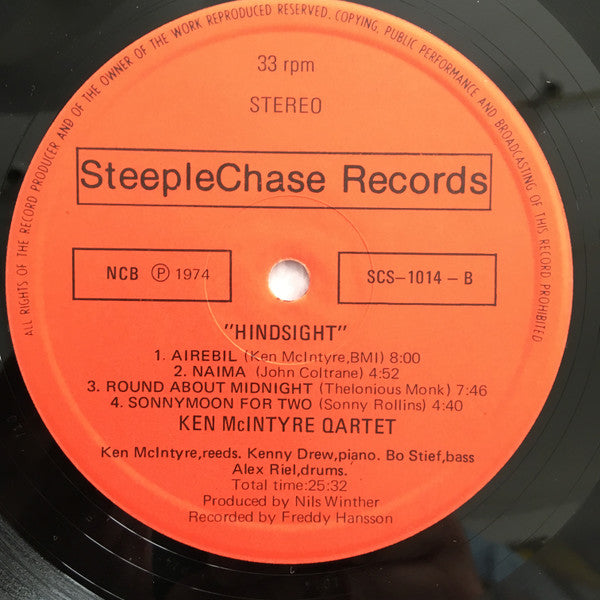 ALL RIGHTS OF THE RECORD PRODUCER AND OF THE OWNER OF THE WORK REPRODUCED RESERVED. COPYING, PUBLIC PERFORMANCE AND BROADCASTING OF THIS RECORD PROHIBITED
33 rpm
STEREO
SteepleChase Records
NCB Ⓟ 1974
SCS-1014-B
"HINDSIGHT"
1. AIREBIL (Ken McIntyre,BMI) 8:00
2. NAIMA (John Coltrane) 4:52
3. ROUND ABOUT MIDNIGHT (Thelonious Monk) 7:46
4. SONNYMOON FOR TWO (Sonny Rollins) 4:40
KEN McINTYRE QARTET
Ken McIntyre,reeds. Kenny Drew,piano. Bo Stief,bass
Alex Riel,drums.
Total time:25:32
Produced by Nils Winther
Recorded by Freddy Hansson